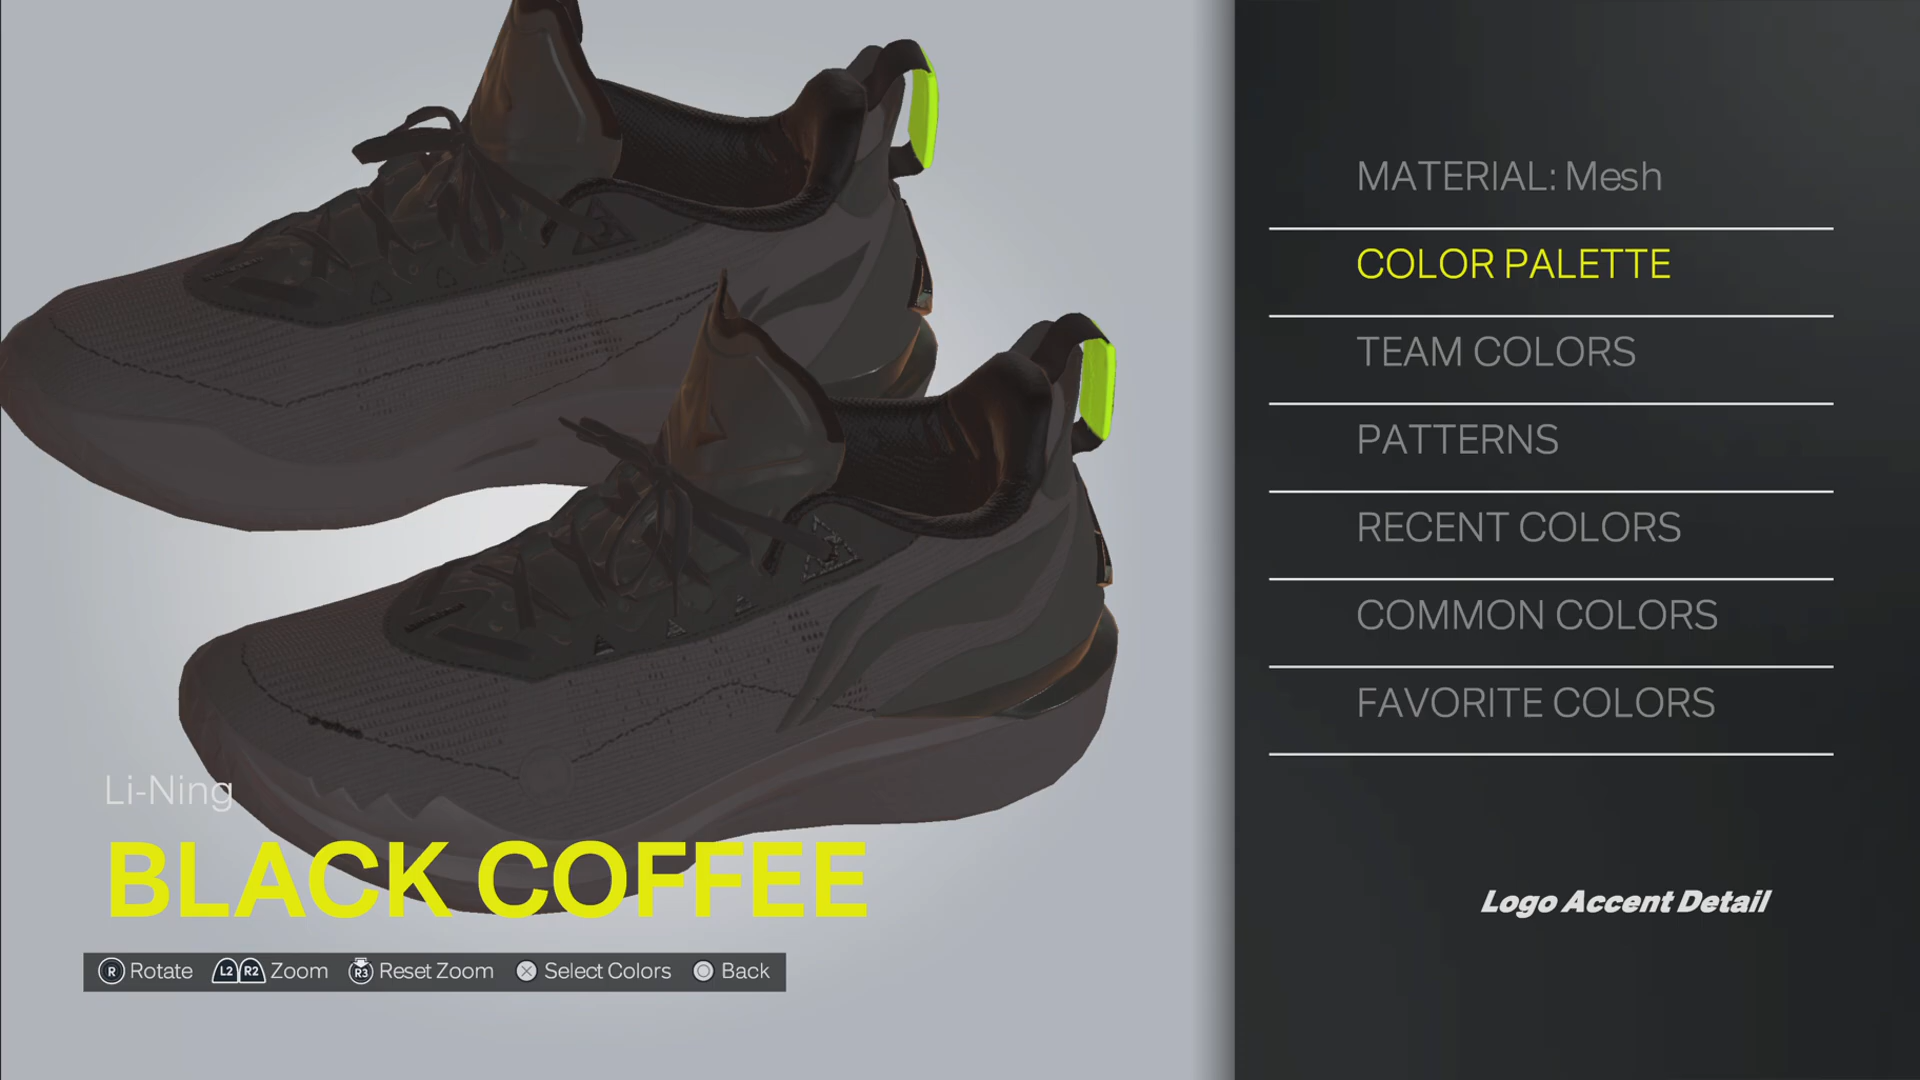 MATERIAL: Mesh
COLOR PALETTE
TEAM COLORS
PATTERNS
RECENT COLORS
COMMON COLORS
FAVORITE COLORS
Logo Accent Detail
Li-Ning
BLACK COFFEE
R Rotate L2 R2 Zoom R3 Reset Zoom Select Colors Back